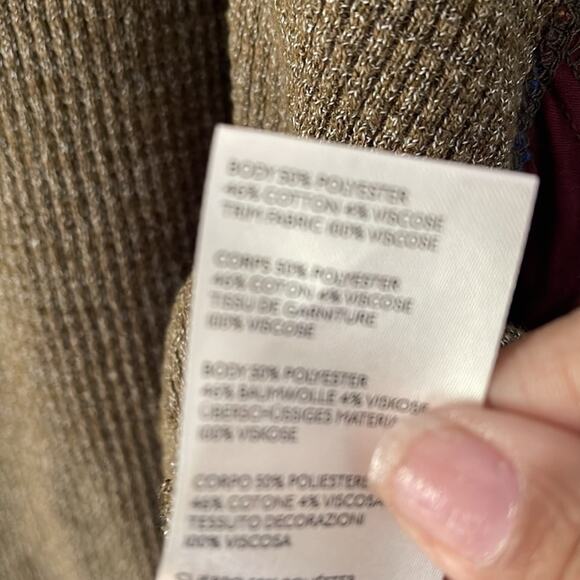 BODY 50% POLYESTER
46% COTTON 4% VISCOSE
TRIM FABRIC 100% VISCOSE
CORPS 50% POLYESTER
46% COTON 4% VISCOSE
TISSU DE GARNITURE
100% VISCOSE
BODY 50% POLYESTER
46% BAUMWOLLE 4% VISKOSE
ÜBERSCHÜSSIGES MATERIA
100% VISKOSE
CORPO 50% POLIESTERE
46% COTONE 4% VISCOSA
TESSUTO DECORAZIONI
100% VISCOSA